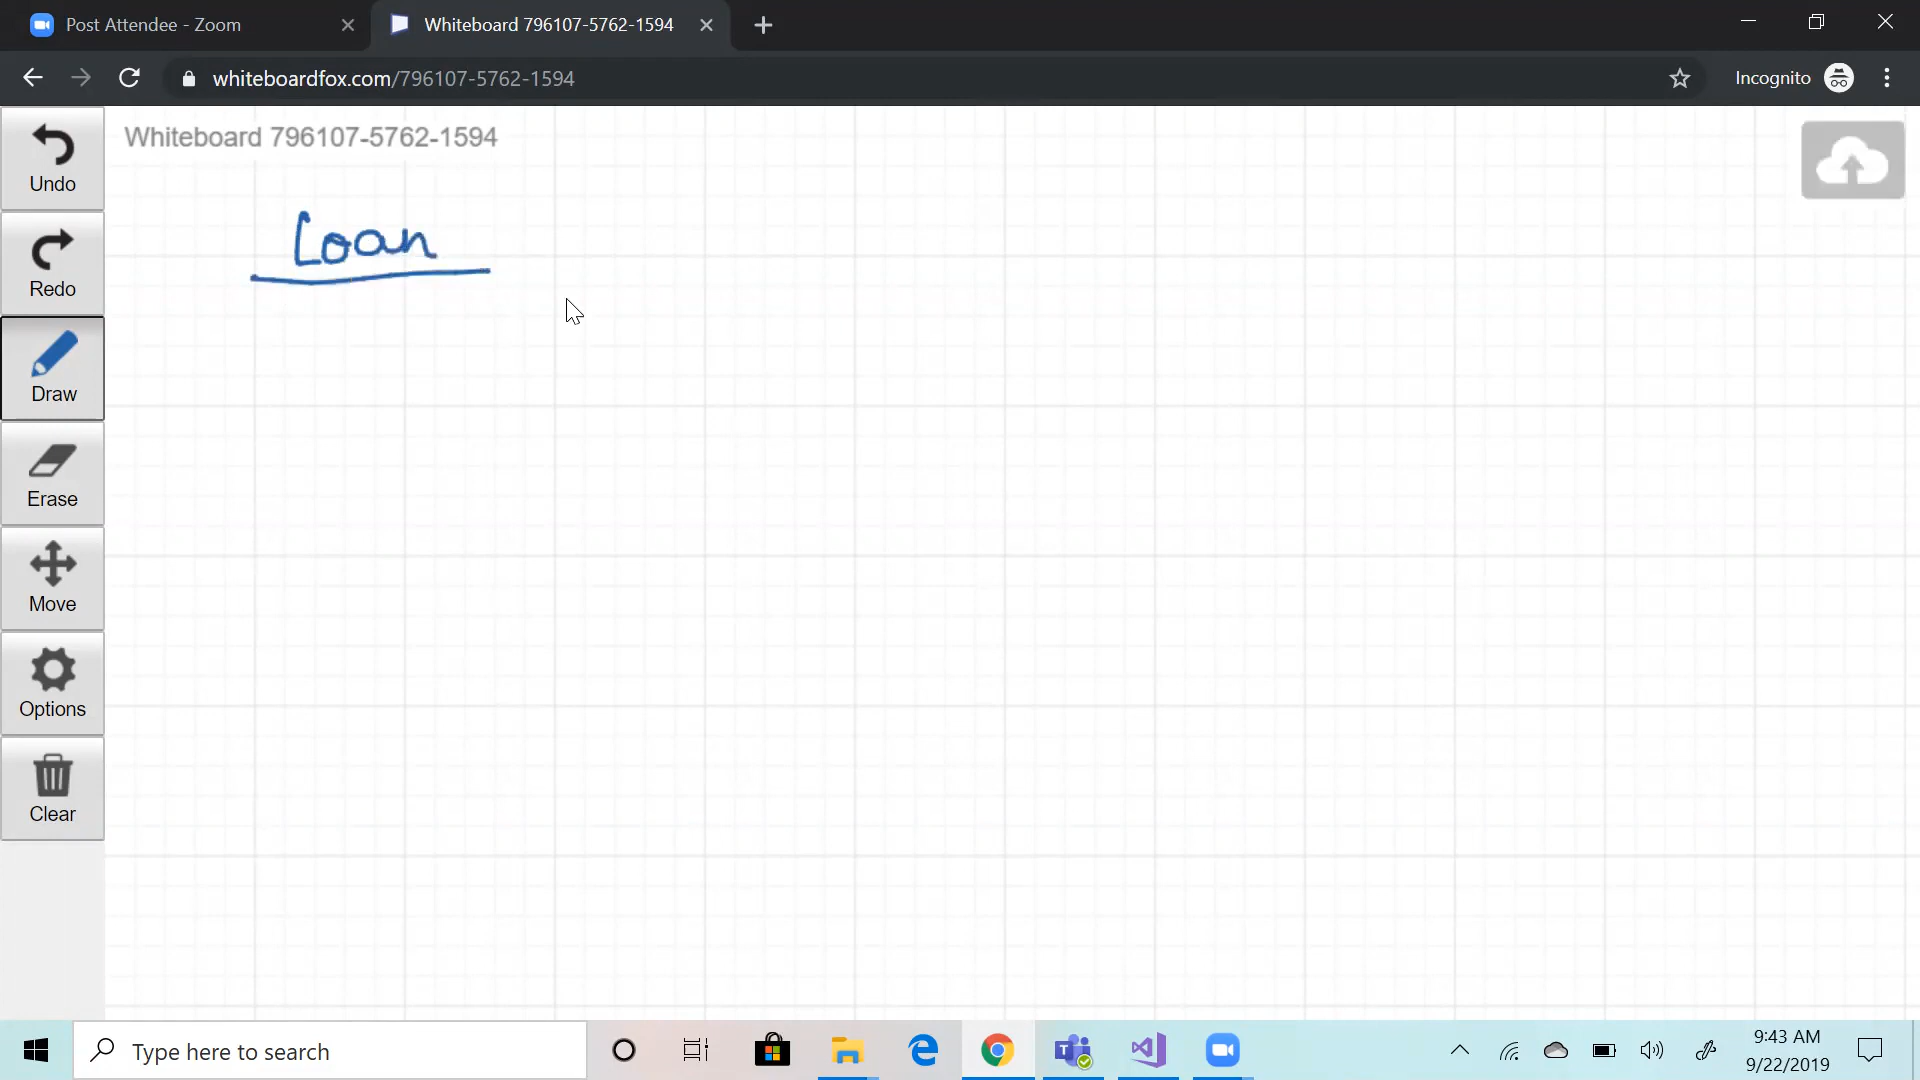 Post Attendee - Zoom
Whiteboard 796107-5762-1594
whiteboardfox.com/796107-5762-1594
Incognito
Undo
Redo
Draw
Erase
Move
Options
Clear
Whiteboard 796107-5762-1594
Loan
Type here to search
9:43 AM
9/22/2019